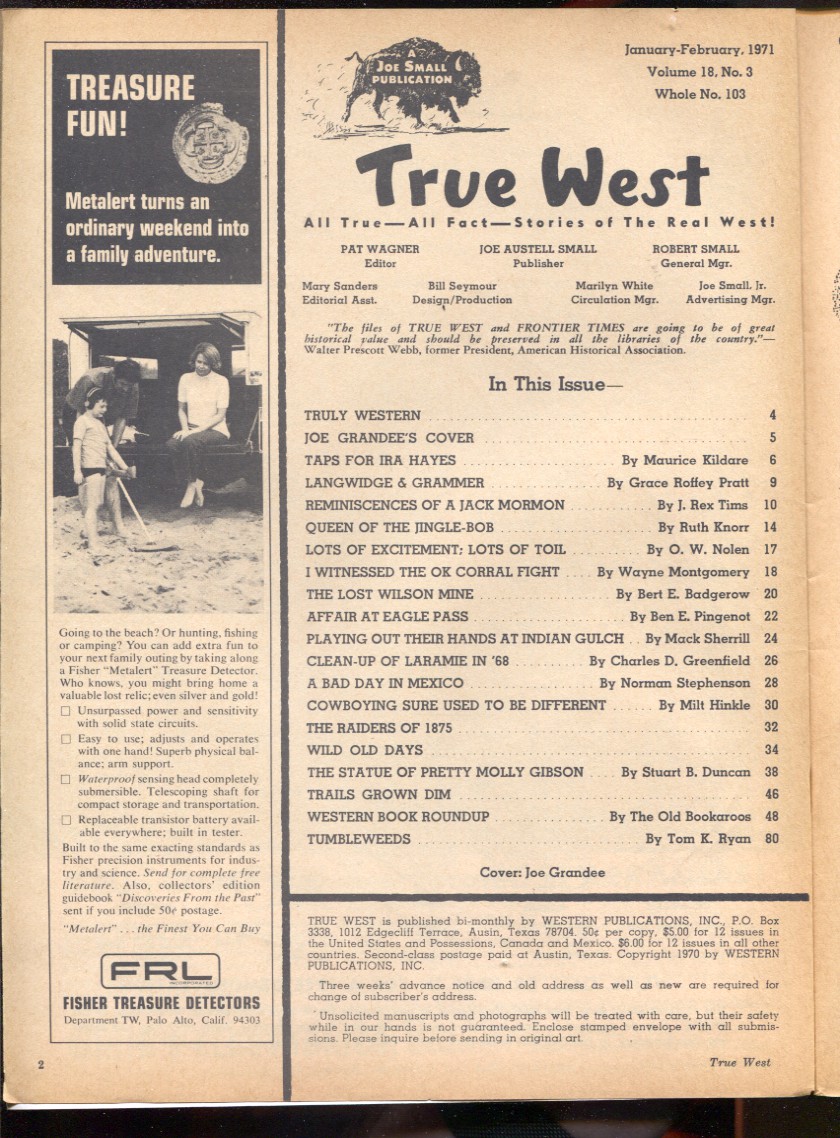 TREASURE
FUN!
Metalert turns an
ordinary weekend into
a family adventure.
Going to the beach? Or hunting, fishing
or camping? You can add extra fun to
your next family outing by taking along
a Fisher "Metalert" Treasure Detector.
Who knows, you might bring home a
valuable lost relic; even silver and gold!
☐ Unsurpassed power and sensitivity
with solid state circuits.
☐ Easy to use; adjusts and operates
with one hand! Superb physical bal-
ance; arm support.
☐ Waterproof sensing head completely
submersible. Telescoping shaft for
compact storage and transportation.
☐ Replaceable transistor battery avail-
able everywhere; built in tester.
Built to the same exacting standards as
Fisher precision instruments for indus-
try and science. Send for complete free
literature. Also, collectors' edition
guidebook "Discoveries From the Past"
sent if you include 50¢ postage.
"Metalert" . . . the Finest You Can Buy
FRL
INCORPORATED
FISHER TREASURE DETECTORS
Department TW, Palo Alto, Calif. 94303
2
A
JOE SMALL
PUBLICATION
January-February, 1971
Volume 18, No. 3
Whole No. 103
True West
All True—All Fact—Stories of The Real West!
PAT WAGNER JOE AUSTELL SMALL ROBERT SMALL
Editor Publisher General Mgr.
Mary Sanders Bill Seymour Marilyn White Joe Small, Jr.
Editorial Asst. Design/Production Circulation Mgr. Advertising Mgr.
"The files of TRUE WEST and FRONTIER TIMES are going to be of great
historical value and should be preserved in all the libraries of the country."—
Walter Prescott Webb, former President, American Historical Association.
In This Issue—
TRULY WESTERN 4
JOE GRANDEE'S COVER 5
TAPS FOR IRA HAYES By Maurice Kildare 6
LANGWIDGE & GRAMMER By Grace Roffey Pratt 9
REMINISCENCES OF A JACK MORMON By J. Rex Tims 10
QUEEN OF THE JINGLE-BOB By Ruth Knorr 14
LOTS OF EXCITEMENT; LOTS OF TOIL By O. W. Nolen 17
I WITNESSED THE OK CORRAL FIGHT By Wayne Montgomery 18
THE LOST WILSON MINE By Bert E. Badgerow 20
AFFAIR AT EAGLE PASS By Ben E. Pingenot 22
PLAYING OUT THEIR HANDS AT INDIAN GULCH By Mack Sherrill 24
CLEAN-UP OF LARAMIE IN '68 By Charles D. Greenfield 26
A BAD DAY IN MEXICO By Norman Stephenson 28
COWBOYING SURE USED TO BE DIFFERENT By Milt Hinkle 30
THE RAIDERS OF 1875 32
WILD OLD DAYS 34
THE STATUE OF PRETTY MOLLY GIBSON By Stuart B. Duncan 38
TRAILS GROWN DIM 46
WESTERN BOOK ROUNDUP By The Old Bookaroos 48
TUMBLEWEEDS By Tom K. Ryan 80
Cover: Joe Grandee
TRUE WEST is published bi-monthly by WESTERN PUBLICATIONS, INC., P.O. Box
3338, 1012 Edgecliff Terrace, Ausin, Texas 78704. 50¢ per copy, $5.00 for 12 issues in
the United States and Possessions, Canada and Mexico. $6.00 for 12 issues in all other
countries. Second-class postage paid at Austin, Texas. Copyright 1970 by WESTERN
PUBLICATIONS, INC.
Three weeks' advance notice and old address as well as new are required for
change of subscriber's address.
Unsolicited manuscripts and photographs will be treated with care, but their safety
while in our hands is not guaranteed. Enclose stamped envelope with all submis-
sions. Please inquire before sending in original art.
True West